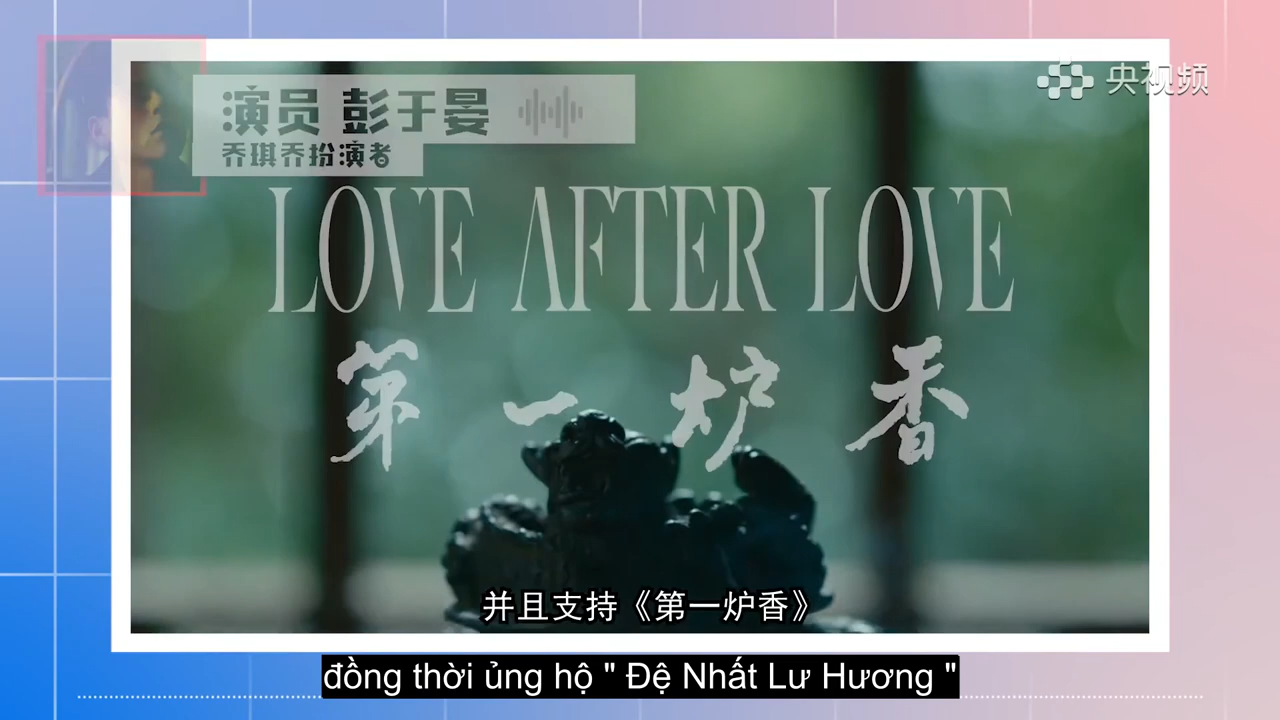 央视频
演员 彭于晏
乔琪乔扮演者
LOVE AFTER LOVE
第一炉香
并且支持《第一炉香》
đồng thời ủng hộ " Đệ Nhất Lư Hương "